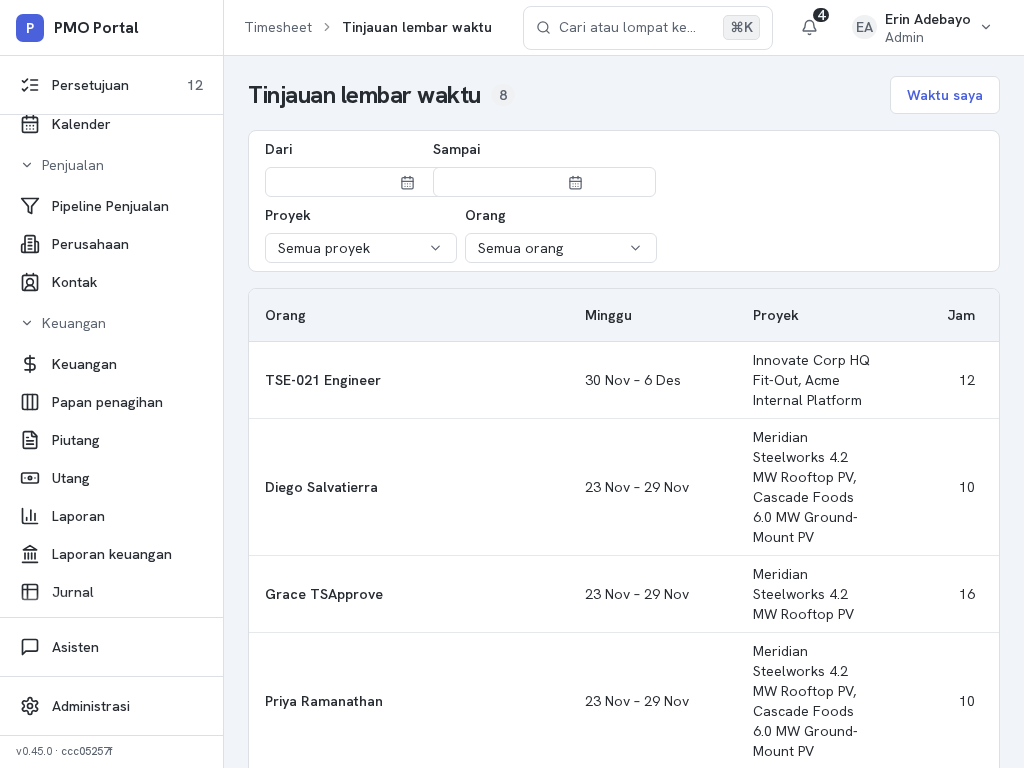 P PMO Portal
Timesheet > Tinjauan lembar waktu
Cari atau lompat ke... ⌘K
4
EA Erin Adebayo
Admin
Persetujuan 12
Kalender
Penjualan
Pipeline Penjualan
Perusahaan
Kontak
Keuangan
Keuangan
Papan penagihan
Piutang
Utang
Laporan
Laporan keuangan
Jurnal
Asisten
Administrasi
v0.45.0 · ccc05257f
Tinjauan lembar waktu 8
Waktu saya
Dari Sampai
Proyek Orang
Semua proyek Semua orang
Orang Minggu Proyek Jam
TSE-021 Engineer 30 Nov – 6 Des Innovate Corp HQ
Fit-Out, Acme
Internal Platform 12
Diego Salvatierra 23 Nov – 29 Nov Meridian
Steelworks 4.2
MW Rooftop PV,
Cascade Foods
6.0 MW Ground-
Mount PV 10
Grace TSApprove 23 Nov – 29 Nov Meridian
Steelworks 4.2
MW Rooftop PV 16
Priya Ramanathan 23 Nov – 29 Nov Meridian
Steelworks 4.2
MW Rooftop PV,
Cascade Foods
6.0 MW Ground-
Mount PV 10